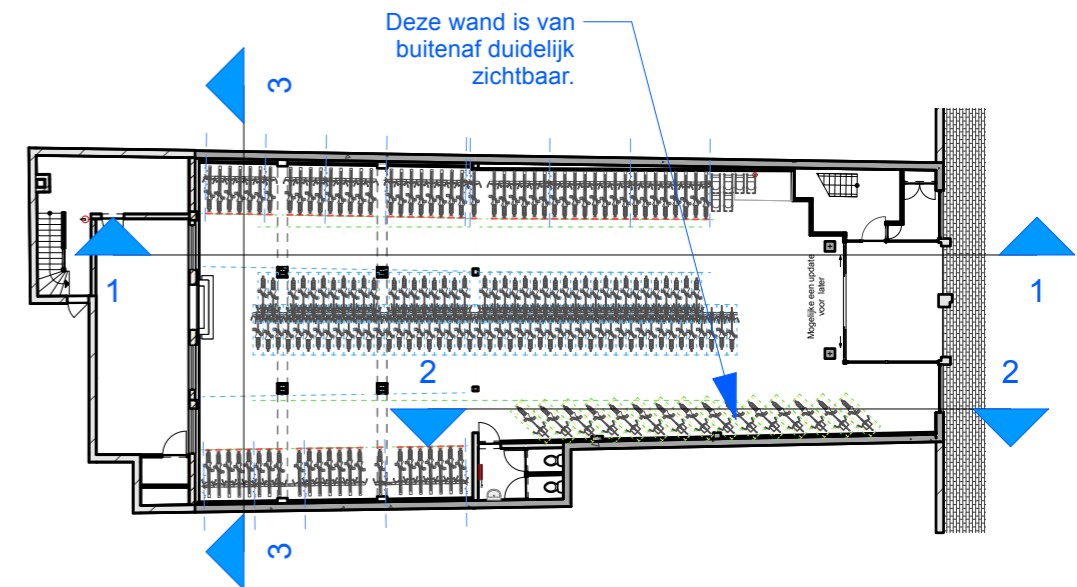 Deze wand is van
buitenaf duidelijk
zichtbaar.
3
1
1
Mogelijke een update
voor later
2
2
3